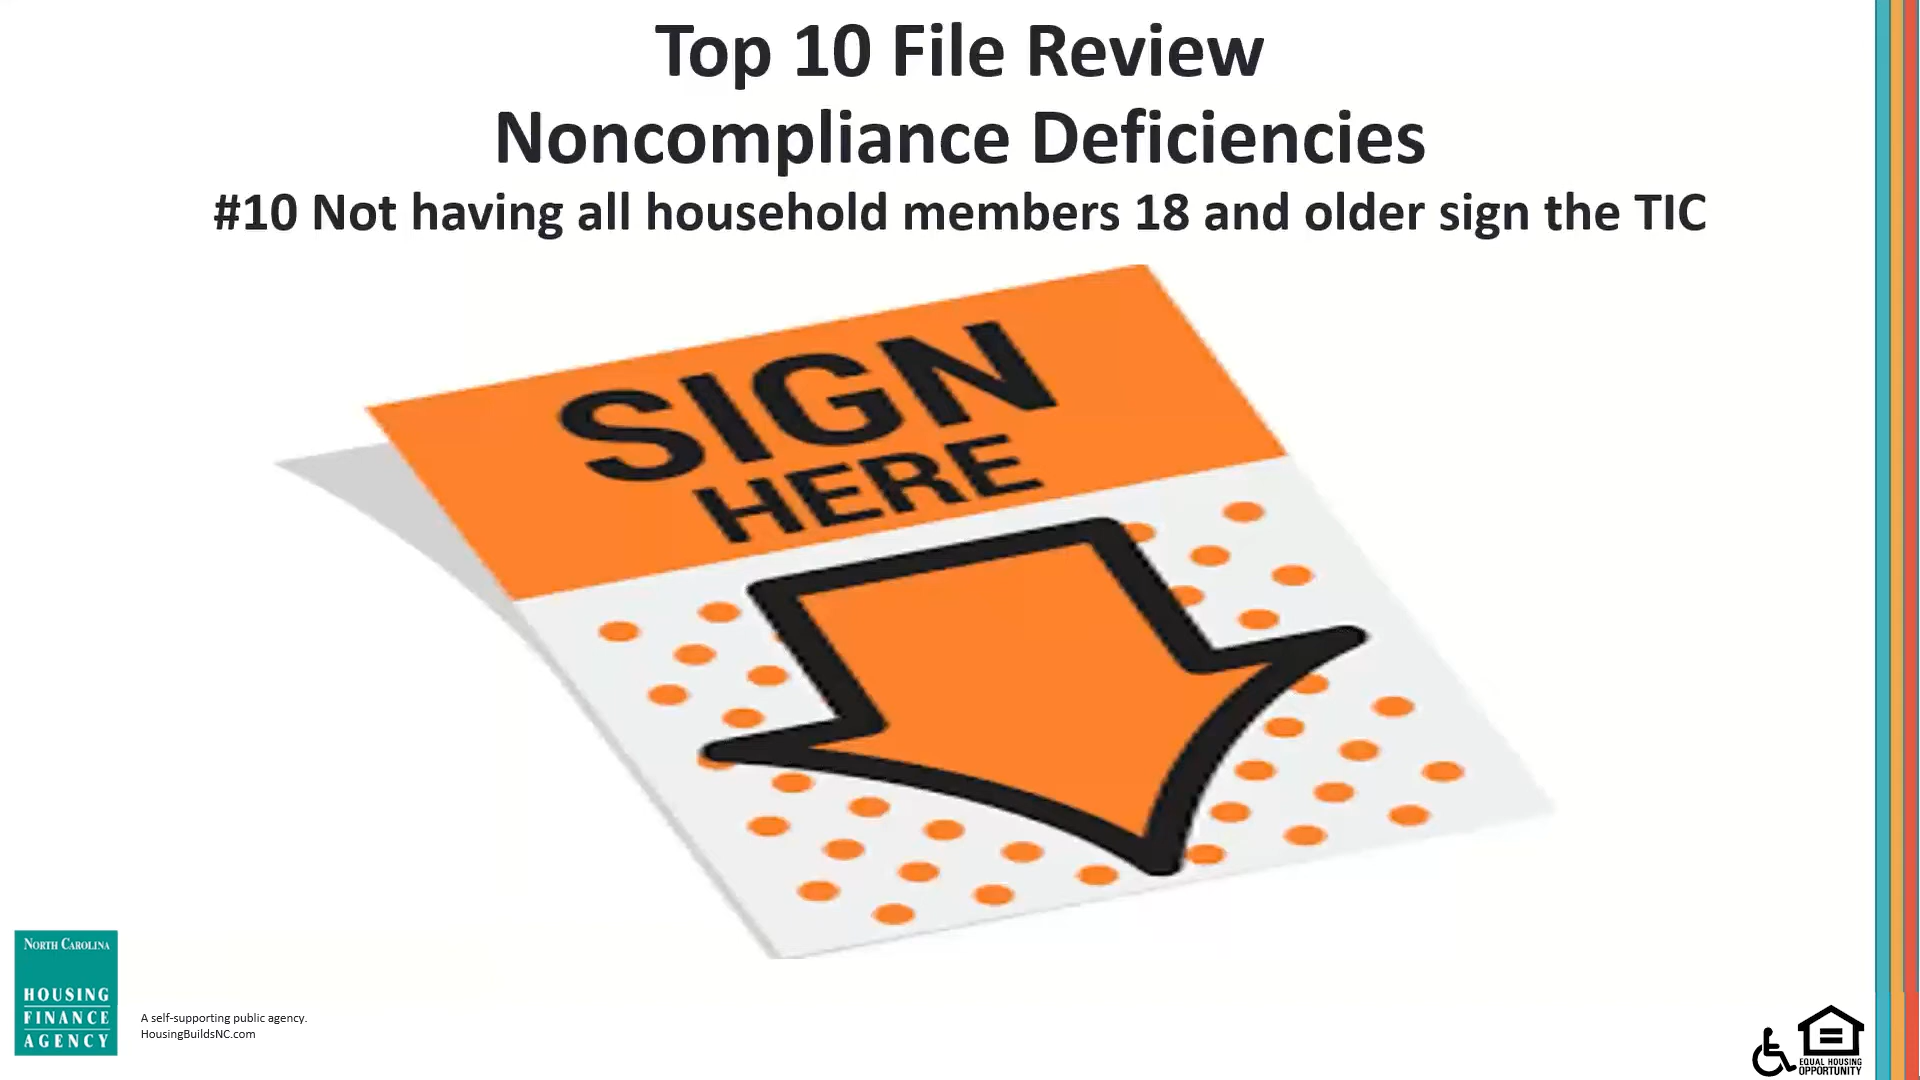 Top 10 File Review
Noncompliance Deficiencies
#10 Not having all household members 18 and older sign the TIC
SIGN
HERE
NORTH CAROLINA
HOUSING
FINANCE
AGENCY
A self-supporting public agency.
HousingBuildsNC.com
EQUAL HOUSING
OPPORTUNITY